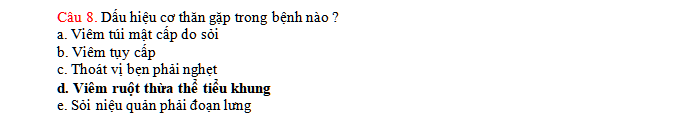 Câu 8. Dấu hiệu cơ thăn gặp trong bệnh nào ?
a. Viêm túi mật cấp do sỏi
b. Viêm tụy cấp
c. Thoát vị bẹn phải nghẹt
d. Viêm ruột thừa thể tiểu khung
e. Sỏi niệu quản phải đoạn lưng